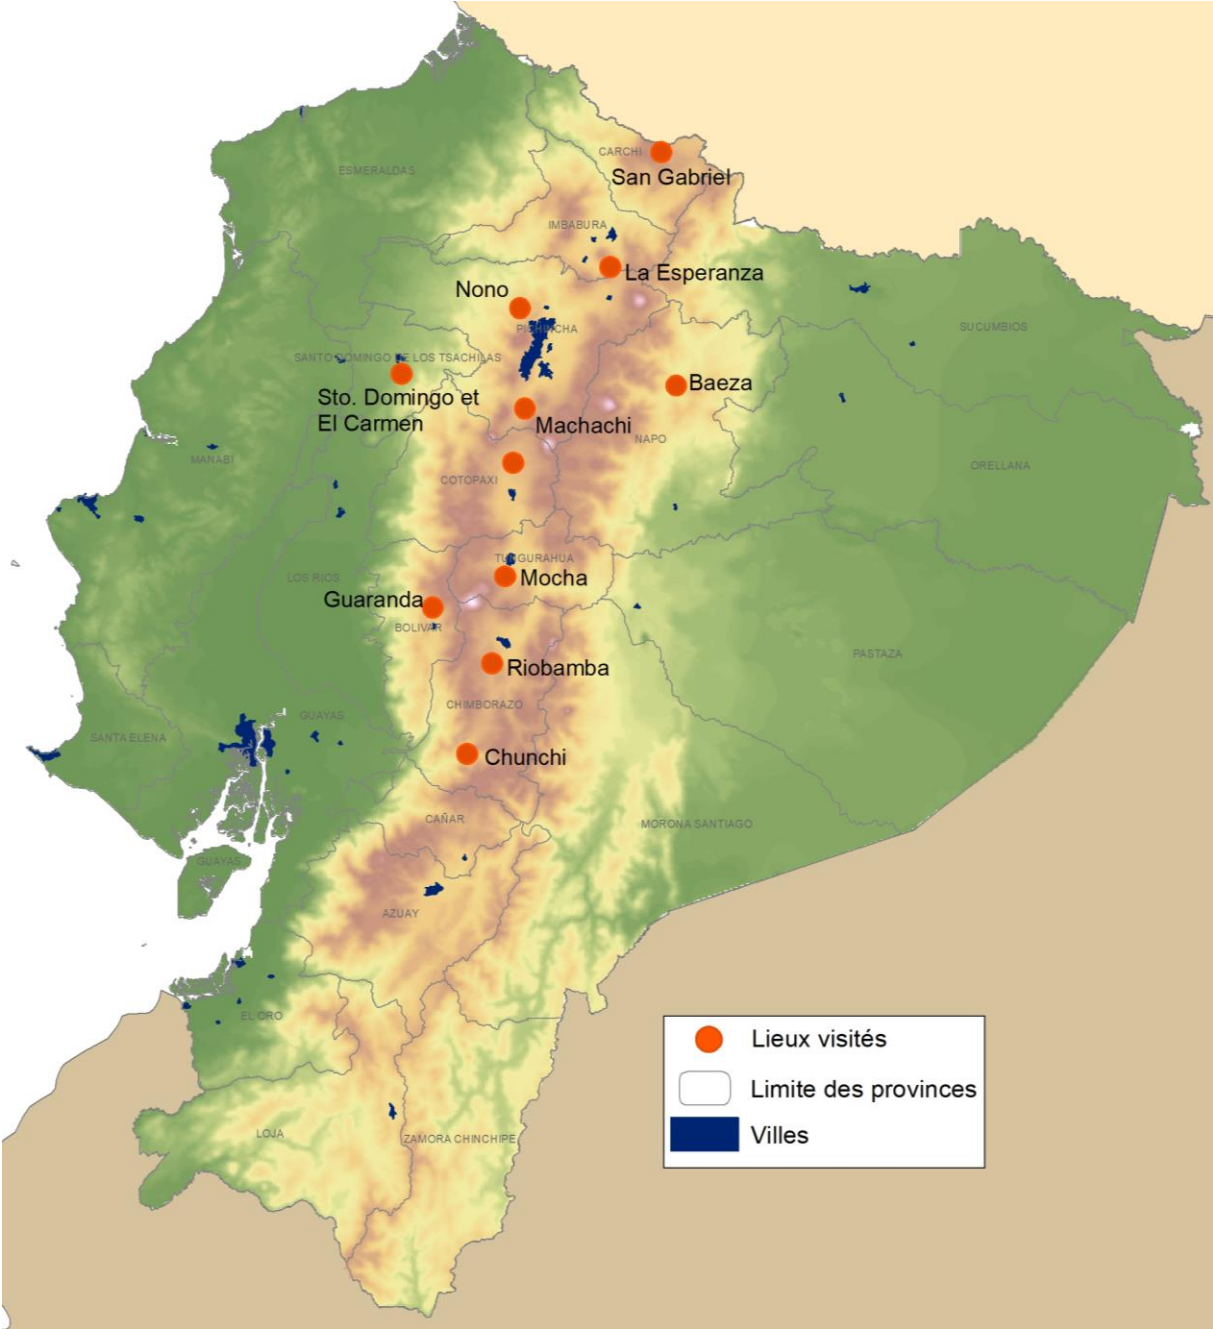 CARCHI
San Gabriel
ESMERALDAS
IMBABURA
La Esperanza
Nono
PICHINCHA
SUCUMBIOS
SANTO DOMINGO DE LOS TSACHILAS
Baeza
Sto. Domingo et
El Carmen
Machachi
NAPO
MANABI
COTOPAXI
ORELLANA
TUNGURAHUA
LOS RIOS
Mocha
Guaranda
BOLIVAR
PASTAZA
Riobamba
CHIMBORAZO
GUAYAS
SANTA ELENA
Chunchi
CAÑAR
MORONA SANTIAGO
GUAYAS
AZUAY
EL ORO
LOJA
ZAMORA CHINCHIPE
Lieux visités
Limite des provinces
Villes